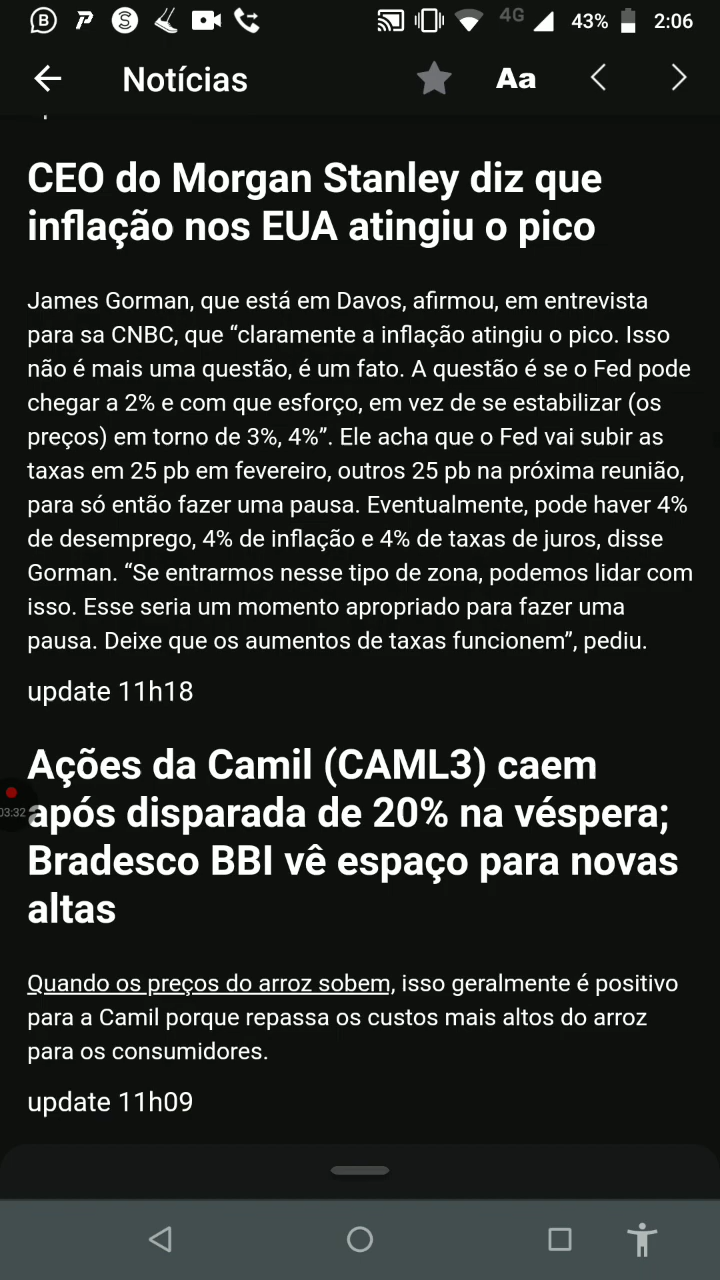 4G 43% 2:06
Notícias Aa
CEO do Morgan Stanley diz que
inflação nos EUA atingiu o pico
James Gorman, que está em Davos, afirmou, em entrevista
para sa CNBC, que “claramente a inflação atingiu o pico. Isso
não é mais uma questão, é um fato. A questão é se o Fed pode
chegar a 2% e com que esforço, em vez de se estabilizar (os
preços) em torno de 3%, 4%”. Ele acha que o Fed vai subir as
taxas em 25 pb em fevereiro, outros 25 pb na próxima reunião,
para só então fazer uma pausa. Eventualmente, pode haver 4%
de desemprego, 4% de inflação e 4% de taxas de juros, disse
Gorman. “Se entrarmos nesse tipo de zona, podemos lidar com
isso. Esse seria um momento apropriado para fazer uma
pausa. Deixe que os aumentos de taxas funcionem”, pediu.
update 11h18
Ações da Camil (CAML3) caem
após disparada de 20% na véspera;
Bradesco BBI vê espaço para novas
altas
03:32
Quando os preços do arroz sobem, isso geralmente é positivo
para a Camil porque repassa os custos mais altos do arroz
para os consumidores.
update 11h09